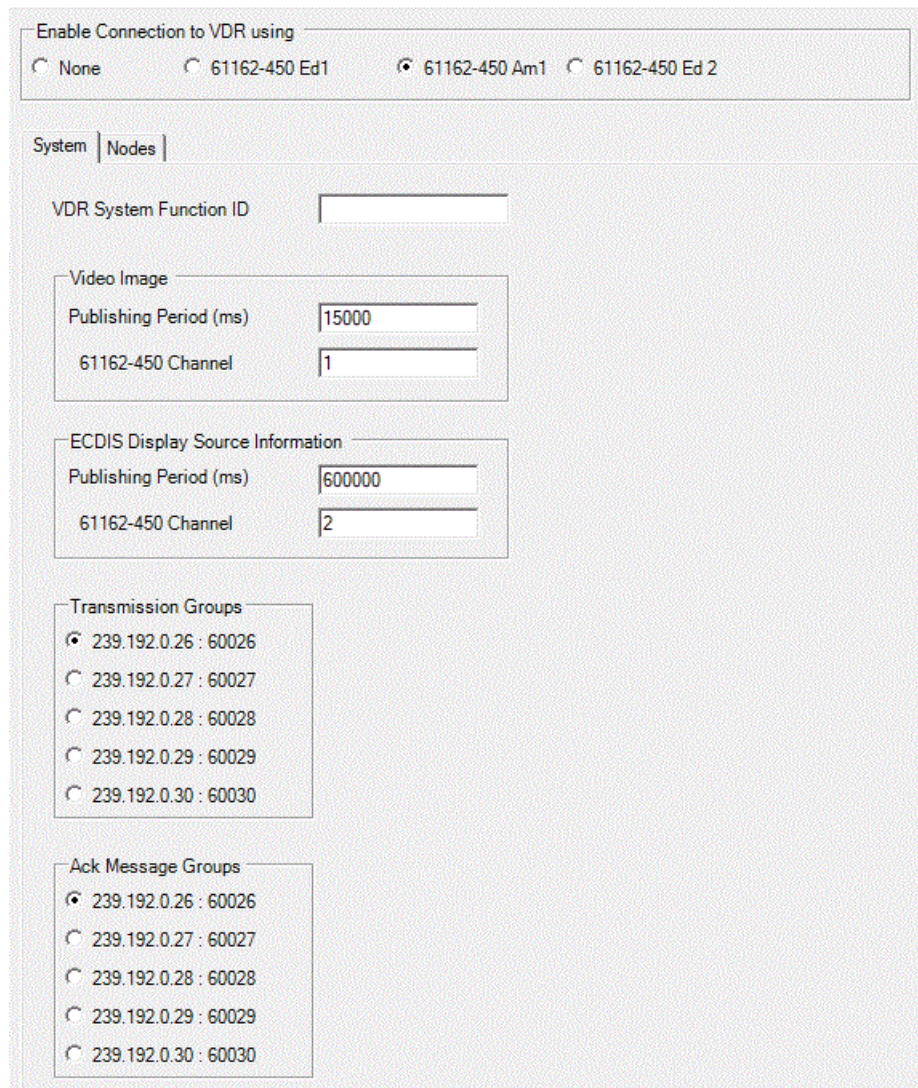 Enable Connection to VDR using
None 61162-450 Ed1 61162-450 Am1 61162-450 Ed 2
System Nodes
VDR System Function ID
Video Image
Publishing Period (ms) 15000
61162-450 Channel 1
ECDIS Display Source Information
Publishing Period (ms) 600000
61162-450 Channel 2
Transmission Groups
239.192.0.26 : 60026
239.192.0.27 : 60027
239.192.0.28 : 60028
239.192.0.29 : 60029
239.192.0.30 : 60030
Ack Message Groups
239.192.0.26 : 60026
239.192.0.27 : 60027
239.192.0.28 : 60028
239.192.0.29 : 60029
239.192.0.30 : 60030